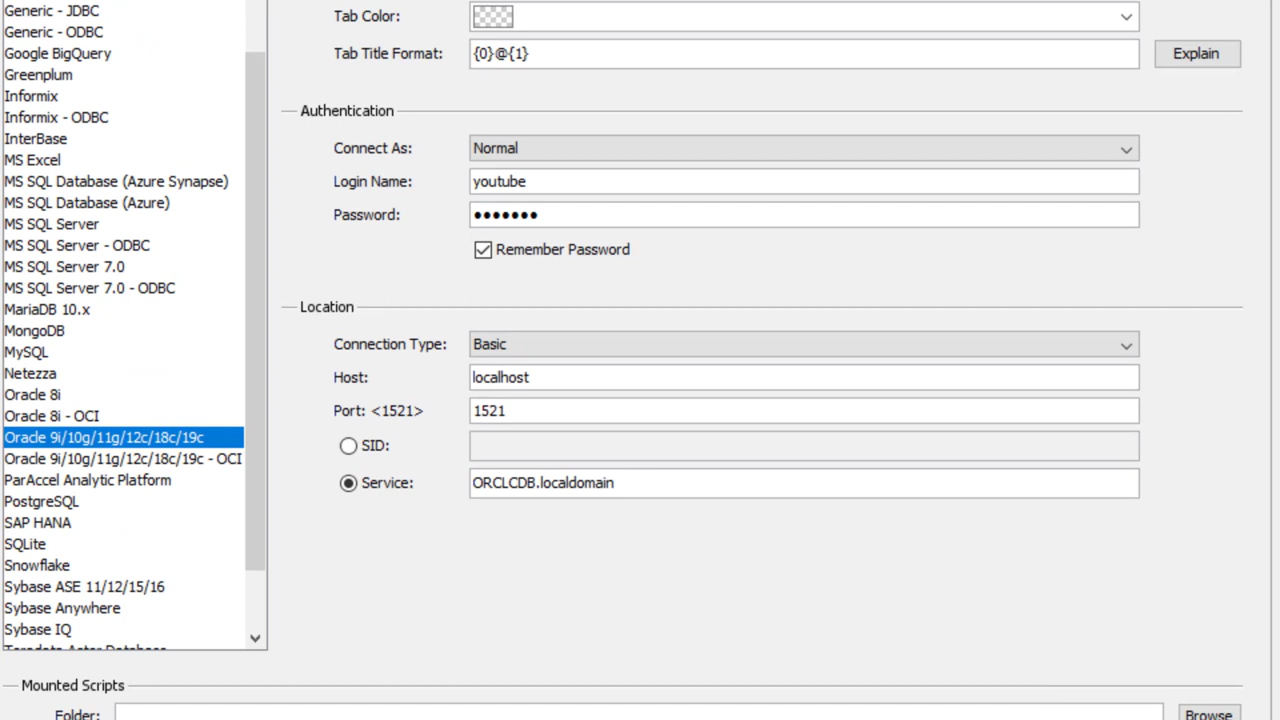 Generic - JDBC
Generic - ODBC
Google BigQuery
Greenplum
Informix
Informix - ODBC
InterBase
MS Excel
MS SQL Database (Azure Synapse)
MS SQL Database (Azure)
MS SQL Server
MS SQL Server - ODBC
MS SQL Server 7.0
MS SQL Server 7.0 - ODBC
MariaDB 10.x
MongoDB
MySQL
Netezza
Oracle 8i
Oracle 8i - OCI
Oracle 9i/10g/11g/12c/18c/19c
Oracle 9i/10g/11g/12c/18c/19c - OCI
ParAccel Analytic Platform
PostgreSQL
SAP HANA
SQLite
Snowflake
Sybase ASE 11/12/15/16
Sybase Anywhere
Sybase IQ
Teradata Aster Database
Tab Color:
Tab Title Format: {0}@{1} Explain
Authentication
Connect As: Normal
Login Name: youtube
Password: •••••••
Remember Password
Location
Connection Type: Basic
Host: localhost
Port: <1521> 1521
SID:
Service: ORCLCDB.localdomain
Mounted Scripts
Folder: Browse